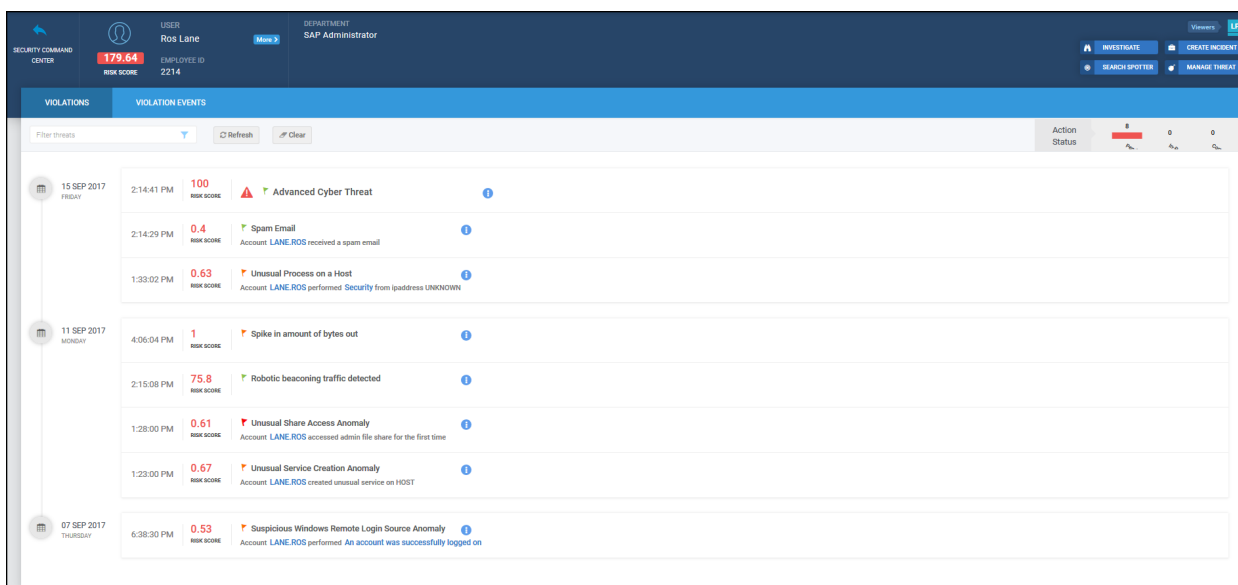 SECURITY COMMAND
CENTER
179.64
RISK SCORE
USER
Ros Lane
More >
EMPLOYEE ID
2214
DEPARTMENT
SAP Administrator
Viewers
INVESTIGATE
CREATE INCIDENT
SEARCH SPOTTER
MANAGE THREAT
VIOLATIONS
VIOLATION EVENTS
Filter threats
Refresh
Clear
Action
Status
8
0
0
15 SEP 2017
FRIDAY
2:14:41 PM
100
RISK SCORE
Advanced Cyber Threat
2:14:29 PM
0.4
RISK SCORE
Spam Email
Account LANE.ROS received a spam email
1:33:02 PM
0.63
RISK SCORE
Unusual Process on a Host
Account LANE.ROS performed Security from ipaddress UNKNOWN
11 SEP 2017
MONDAY
4:06:04 PM
1
RISK SCORE
Spike in amount of bytes out
2:15:08 PM
75.8
RISK SCORE
Robotic beaconing traffic detected
1:28:00 PM
0.61
RISK SCORE
Unusual Share Access Anomaly
Account LANE.ROS accessed admin file share for the first time
1:23:00 PM
0.67
RISK SCORE
Unusual Service Creation Anomaly
Account LANE.ROS created unusual service on HOST
07 SEP 2017
THURSDAY
6:38:30 PM
0.53
RISK SCORE
Suspicious Windows Remote Login Source Anomaly
Account LANE.ROS performed An account was successfully logged on